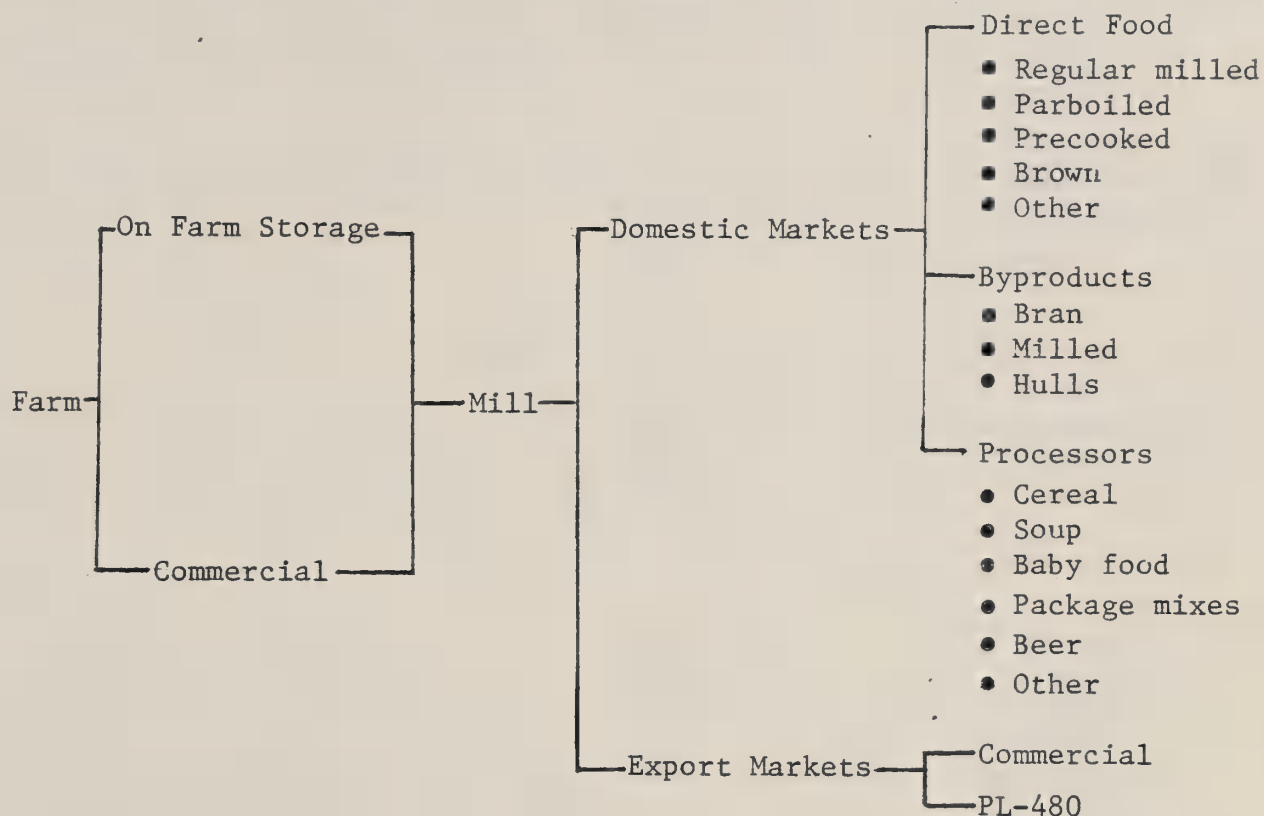 Farm
On Farm Storage
Commercial
Mill
Domestic Markets
Direct Food
• Regular milled
• Parboiled
• Precooked
• Brown
• Other
Byproducts
• Bran
• Milled
• Hulls
Processors
• Cereal
• Soup
• Baby food
• Package mixes
• Beer
• Other
Export Markets
Commercial
PL-480